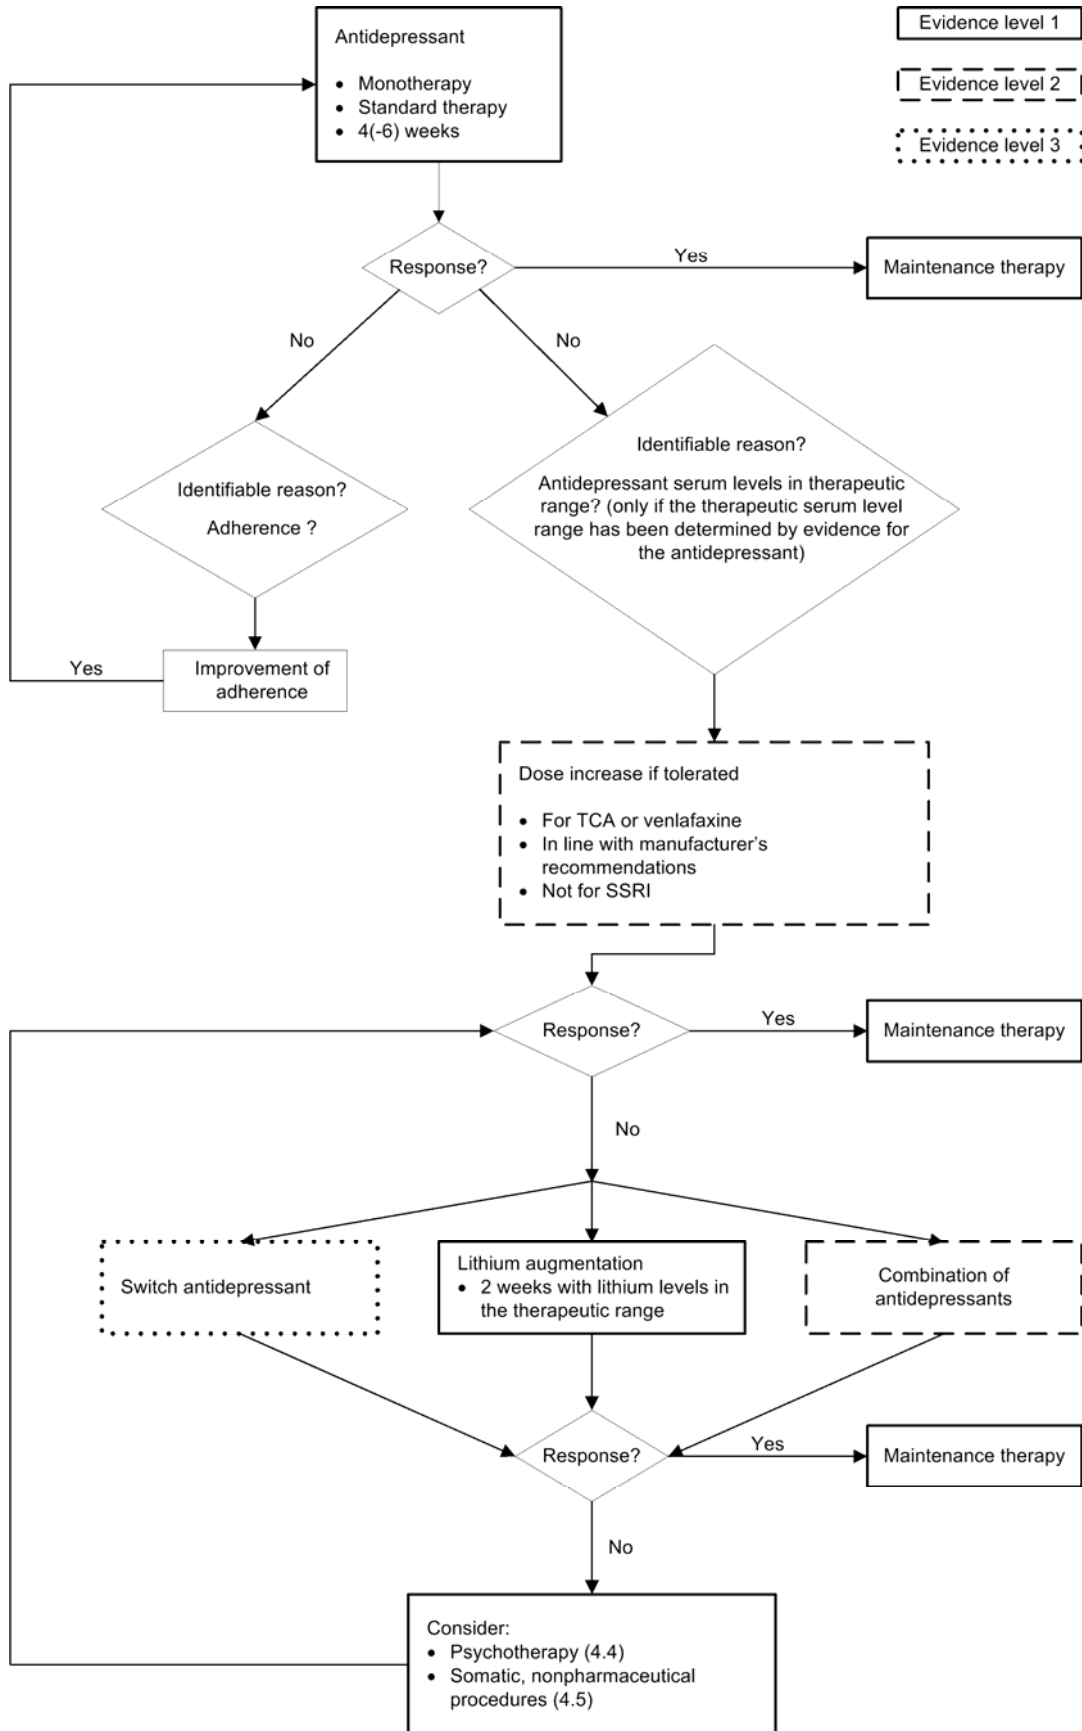 Antidepressant
• Monotherapy
• Standard therapy
• 4(-6) weeks
Evidence level 1
Evidence level 2
Evidence level 3
Response?
Yes
Maintenance therapy
No
No
Identifiable reason?
Adherence ?
Identifiable reason?
Antidepressant serum levels in therapeutic
range? (only if the therapeutic serum level
range has been determined by evidence for
the antidepressant)
Yes
Improvement of
adherence
Dose increase if tolerated
• For TCA or venlafaxine
• In line with manufacturer's
recommendations
• Not for SSRI
Response?
Yes
Maintenance therapy
No
Switch antidepressant
Lithium augmentation
• 2 weeks with lithium levels in
the therapeutic range
Combination of
antidepressants
Response?
Yes
Maintenance therapy
No
Consider:
• Psychotherapy (4.4)
• Somatic, nonpharmaceutical
procedures (4.5)